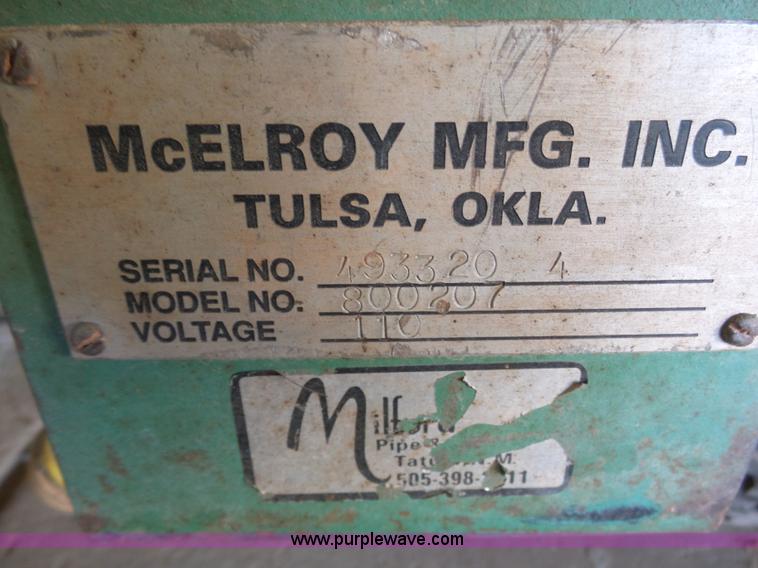 McELROY MFG. INC.
TULSA, OKLA.
SERIAL NO. 493320 4
MODEL NO. 800207
VOLTAGE 110
Milford
Pipe &
N.M.
505-398-
www.purplewave.com